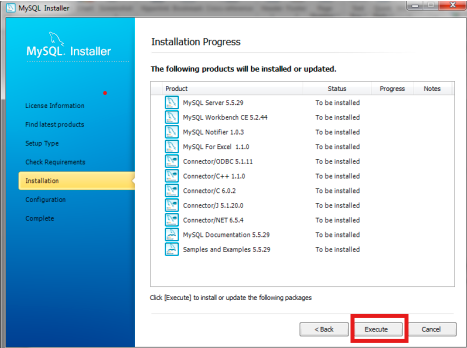 MySQL Installer
MySQL. Installer
License Information
Find latest products
Setup Type
Check Requirements
Installation
Configuration
Complete
Installation Progress
The following products will be installed or updated.
Product Status Progress Notes
MySQL Server 5.5.29 To be installed
MySQL Workbench CE 5.2.44 To be installed
MySQL Notifier 1.0.3 To be installed
MySQL For Excel 1.1.0 To be installed
Connector/ODBC 5.1.11 To be installed
Connector/C++ 1.1.0 To be installed
Connector/C 6.0.2 To be installed
Connector/J 5.1.20.0 To be installed
Connector/NET 6.5.4 To be installed
MySQL Documentation 5.5.29 To be installed
Samples and Examples 5.5.29 To be installed
Click [Execute] to install or update the following packages
< Back Execute Cancel